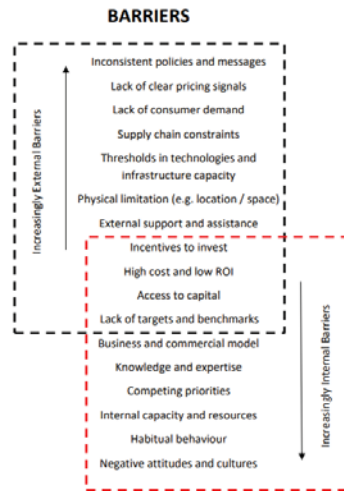 BARRIERS
Inconsistent policies and messages
Lack of clear pricing signals
Lack of consumer demand
Supply chain constraints
Thresholds in technologies and
infrastructure capacity
Physical limitation (e.g. location / space)
External support and assistance
Incentives to invest
High cost and low ROI
Access to capital
Lack of targets and benchmarks
Business and commercial model
Knowledge and expertise
Competing priorities
Internal capacity and resources
Habitual behaviour
Negative attitudes and cultures
Increasingly External Barriers
Increasingly Internal Barriers